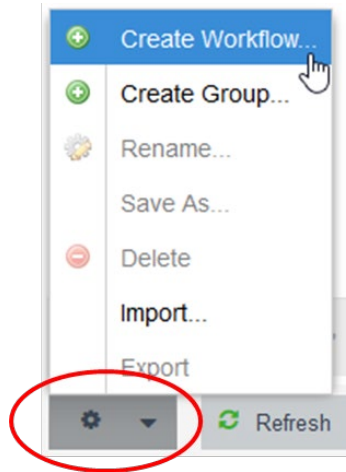 Create Workflow...
Create Group...
Rename...
Save As...
Delete
Import...
Export
Refresh